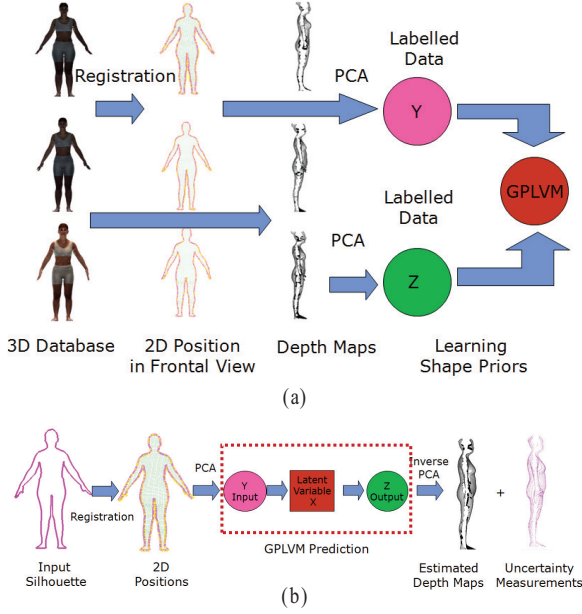 Registration
PCA
Labelled
Data
Y
GPLVM
Labelled
Data
PCA
Z
3D Database
2D Position
in Frontal View
Depth Maps
Learning
Shape Priors
(a)
Registration
PCA
Y
Input
Latent
Variable
X
Z
Output
Inverse
PCA
+
GPLVM Prediction
Input
Silhouette
2D
Positions
Estimated
Depth Maps
Uncertainty
Measurements
(b)